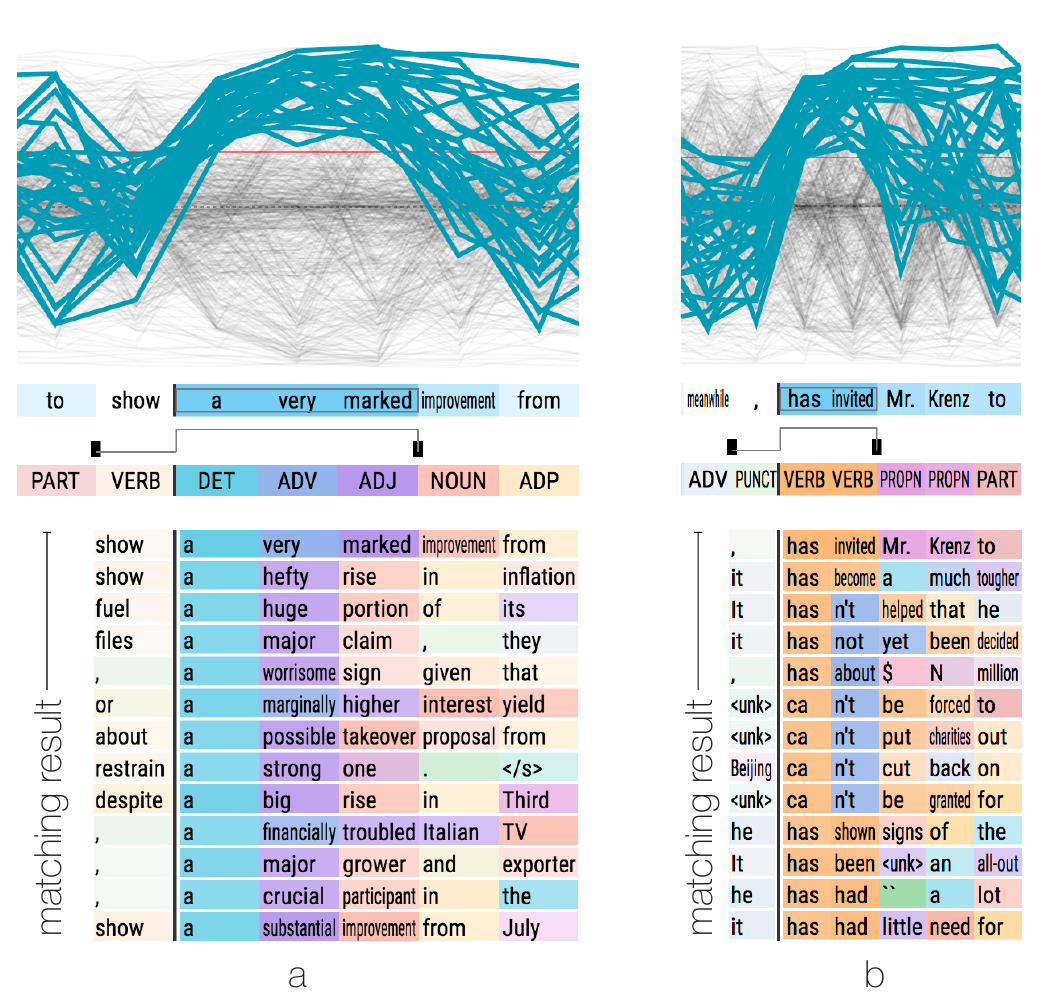 to show a very marked improvement from
PART VERB DET ADV ADJ NOUN ADP
matching result
show a very marked improvement from
show a hefty rise in inflation
fuel a huge portion of its
files a major claim , they
, a worrisome sign given that
or a marginally higher interest yield
about a possible takeover proposal from
restrain a strong one . </s>
despite a big rise in Third
, a financially troubled Italian TV
, a major grower and exporter
, a crucial participant in the
show a substantial improvement from July
a
meanwhile , has invited Mr. Krenz to
ADV PUNCT VERB VERB PROPN PROPN PART
matching result
, has invited Mr. Krenz to
it has become a much tougher
It has n't helped that he
it has not yet been decided
, has about $ N million
<unk> ca n't be forced to
<unk> ca n't put charities out
Beijing ca n't cut back on
<unk> ca n't be granted for
he has shown signs of the
It has been <unk> an all-out
he has had `` a lot
it has had little need for
b